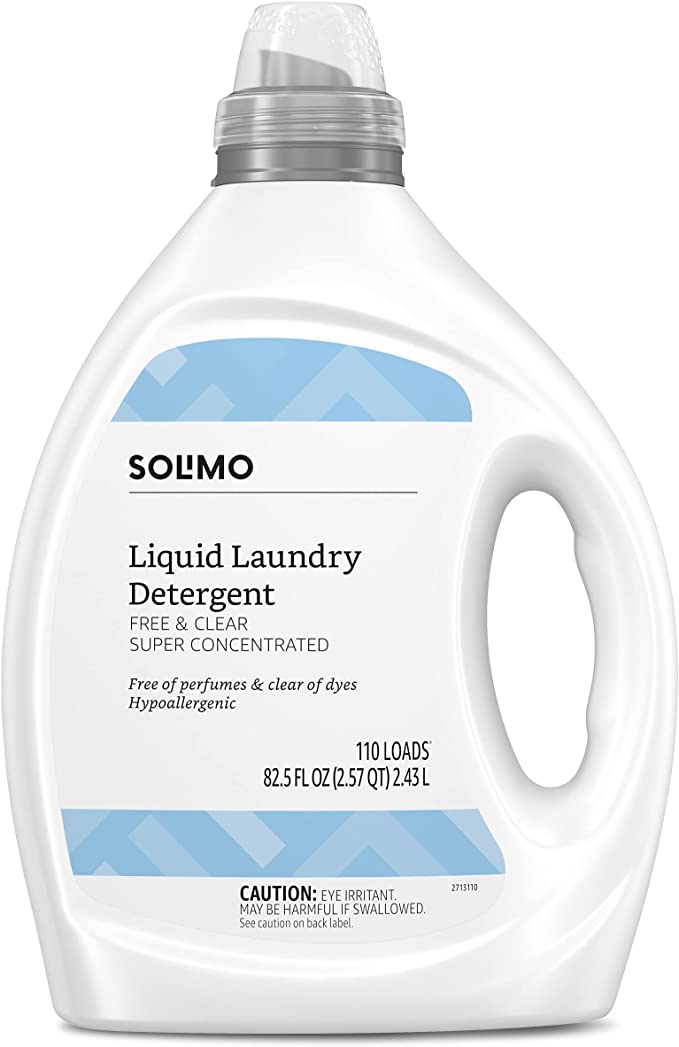 SOLIMO
Liquid Laundry
Detergent
FREE & CLEAR
SUPER CONCENTRATED
Free of perfumes & clear of dyes
Hypoallergenic
110 LOADS*
82.5 FL OZ (2.57 QT) 2.43 L
CAUTION: EYE IRRITANT.
MAY BE HARMFUL IF SWALLOWED.
See caution on back label.
2713110